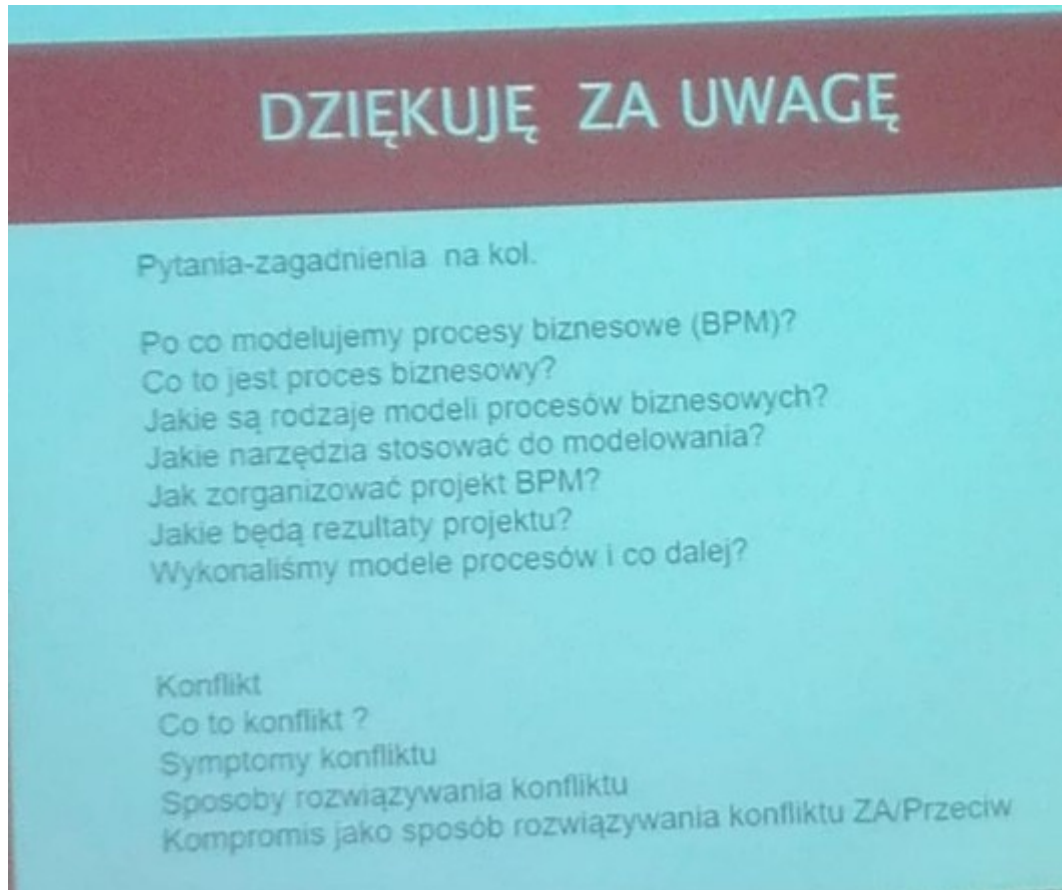 DZIĘKUJĘ ZA UWAGĘ
Pytania-zagadnienia na kol.
Po co modelujemy procesy biznesowe (BPM)?
Co to jest proces biznesowy?
Jakie są rodzaje modeli procesów biznesowych?
Jakie narzędzia stosować do modelowania?
Jak zorganizować projekt BPM?
Jakie będą rezultaty projektu?
Wykonaliśmy modele procesów i co dalej?
Konflikt
Co to konflikt ?
Symptomy konfliktu
Sposoby rozwiązywania konfliktu
Kompromis jako sposób rozwiązywania konfliktu ZA/Przeciw